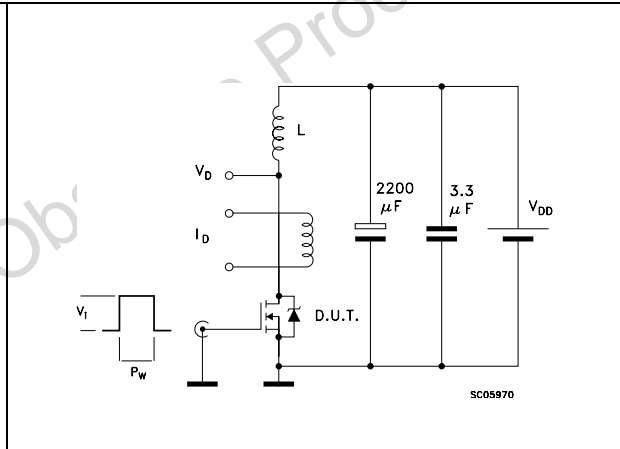 L
V_D
2200
μF
3.3
μF
V_DD
I_D
V_I
D.U.T.
P_W
SC05970